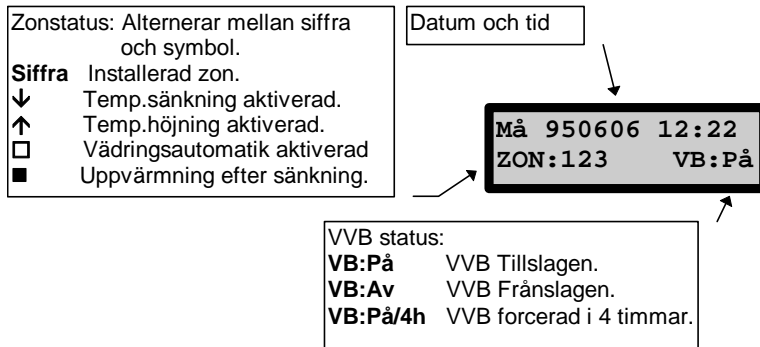 Zonstatus: Alternerar mellan siffra
och symbol.
Siffra Installerad zon.
↓ Temp.sänkning aktiverad.
↑ Temp.höjning aktiverad.
□ Vädringsautomatik aktiverad
■ Uppvärmning efter sänkning.
Datum och tid
Må 950606 12:22
ZON:123 VB:På
VVB status:
VB:På VVB Tillslagen.
VB:Av VVB Frånslagen.
VB:På/4h VVB forcerad i 4 timmar.